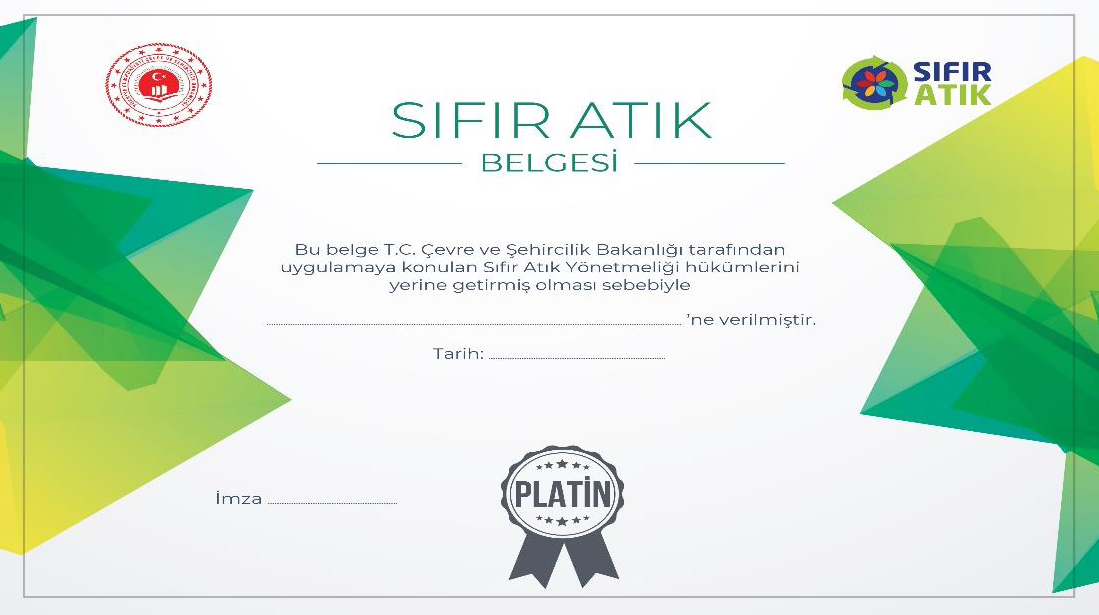 SIFIR
ATIK
SIFIR ATIK
BELGESİ
Bu belge T.C. Çevre ve Şehircilik Bakanlığı tarafından
uygulamaya konulan Sıfır Atık Yönetmeliği hükümlerini
yerine getirmiş olması sebebiyle
'ne verilmiştir.
Tarih:
PLATİN
İmza